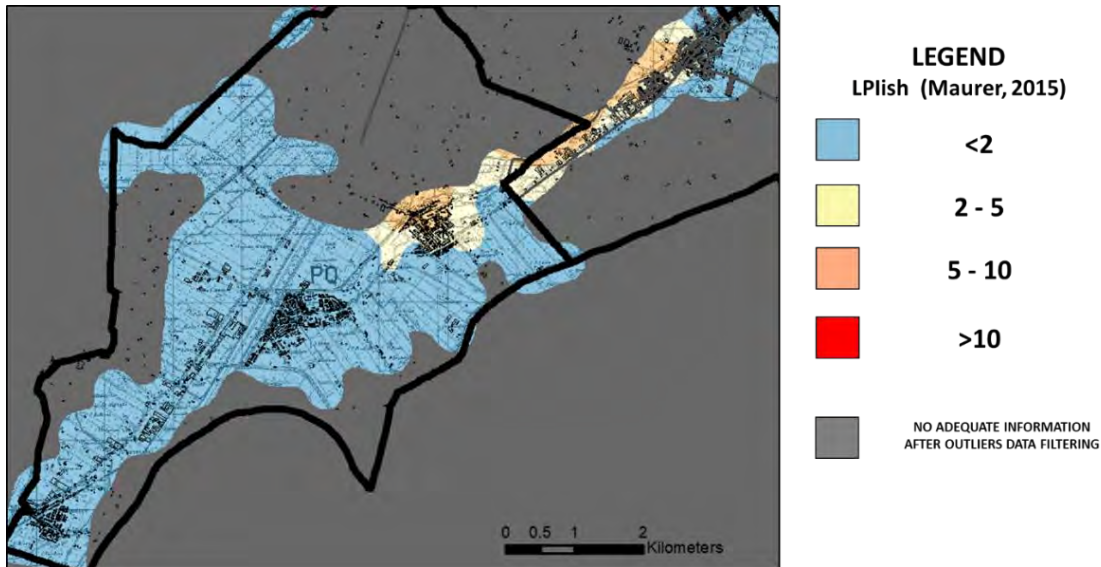 LEGEND
LPIish (Maurer, 2015)
<2
2 - 5
5 - 10
>10
NO ADEQUATE INFORMATION
AFTER OUTLIERS DATA FILTERING
PQ
0 0.5 1 2
Kilometers